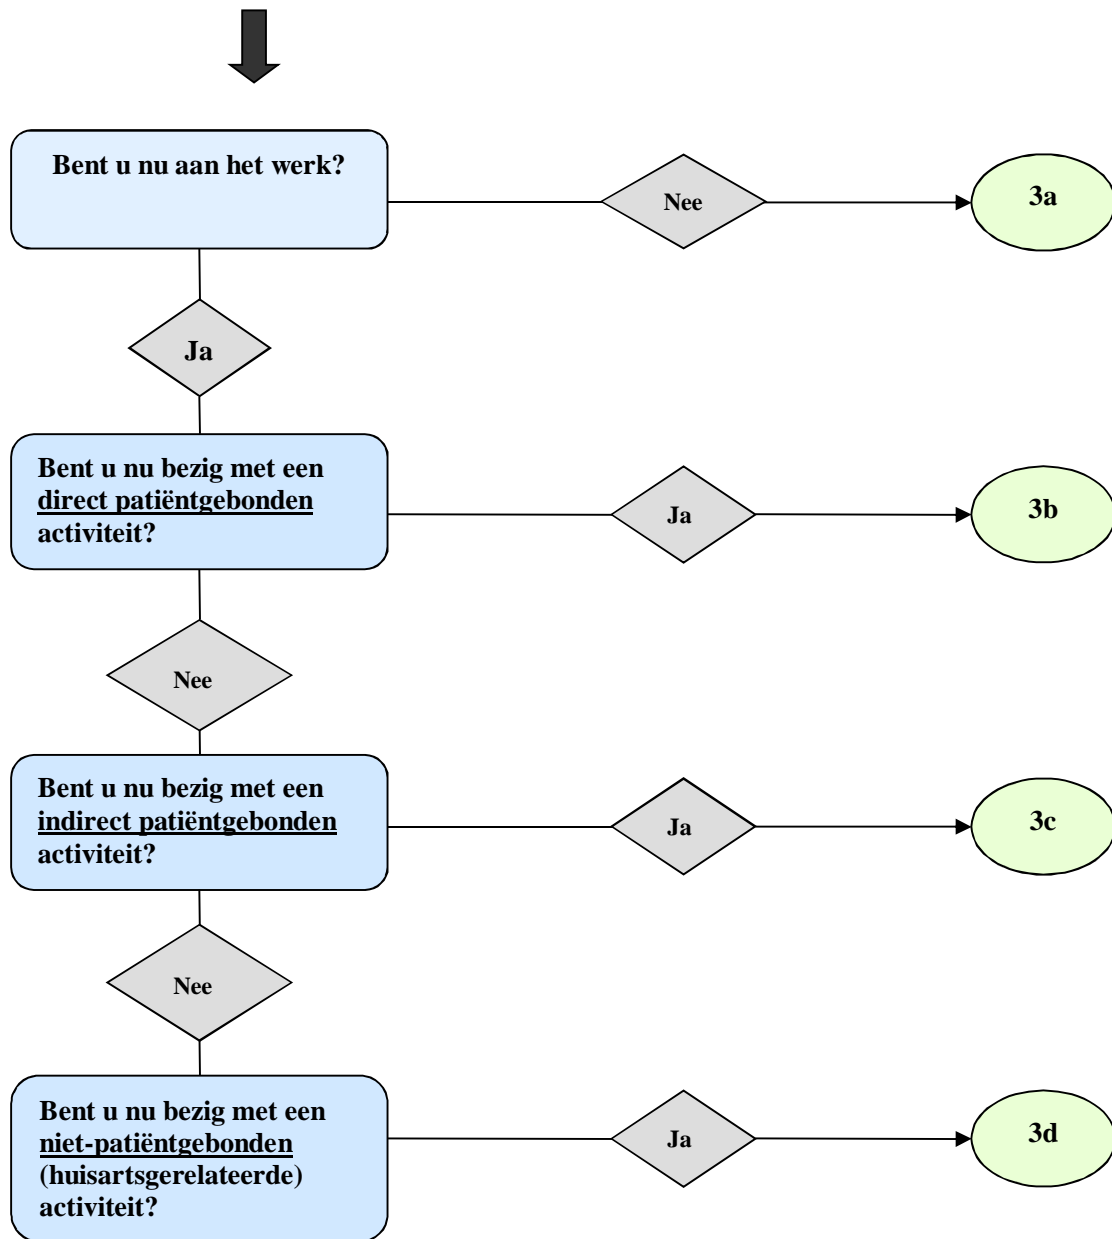 Bent u nu aan het werk?
Nee
3a
Ja
Bent u nu bezig met een
direct patiëntgebonden
activiteit?
Ja
3b
Nee
Bent u nu bezig met een
indirect patiëntgebonden
activiteit?
Ja
3c
Nee
Bent u nu bezig met een
niet-patiëntgebonden
(huisartsgerelateerde)
activiteit?
Ja
3d